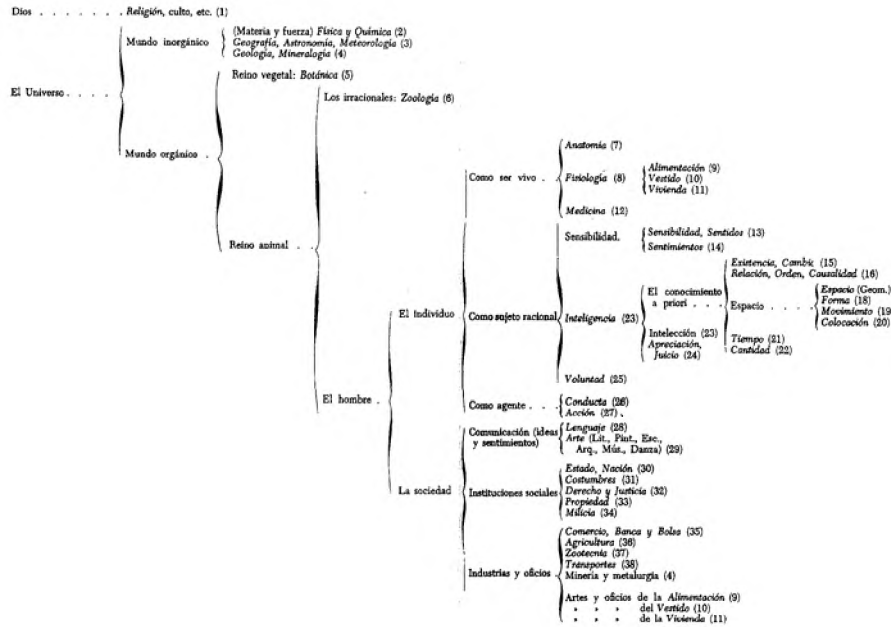 Dios . . . . . . . Religión, culto, etc. (1)
Mundo inorgánico
(Materia y fuerza) Física y Química (2)
Geografía, Astronomía, Meteorología (3)
Geología, Mineralogía (4)
El Universo . . . .
Reino vegetal: Botánica (5)
Los irracionales: Zoología (6)
Mundo orgánico .
Reino animal . .
Anatomía (7)
Como ser vivo .
Fisiología (8)
Alimentación (9)
Vestido (10)
Vivienda (11)
Medicina (12)
Sensibilidad.
Sensibilidad, Sentidos (13)
Sentimientos (14)
El individuo
Como sujeto racional
Inteligencia (23)
El conocimiento
a priori . . .
Existencia, Cambio (15)
Relación, Orden, Causalidad (16)
Espacio . . . .
Espacio (Geom.)
Forma (18)
Movimiento (19
Colocación (20)
Tiempo (21)
Cantidad (22)
Intelección (23)
Apreciación,
Juicio (24)
Voluntad (25)
El hombre .
Como agente . . .
Conducta (26)
Acción (27) .
La sociedad
Comunicación (ideas
y sentimientos)
Lenguaje (28)
Arte (Lit., Pint., Esc.,
Arq., Mús., Danza) (29)
Instituciones sociales
Estado, Nación (30)
Costumbres (31)
Derecho y Justicia (32)
Propiedad (33)
Milicia (34)
Industrias y oficios
Comercio, Banca y Bolsa (35)
Agricultura (36)
Zootecnia (37)
Transportes (38)
Minería y metalurgia (4)
Artes y oficios de la Alimentación (9)
» » » del Vestido (10)
» » » de la Vivienda (11)